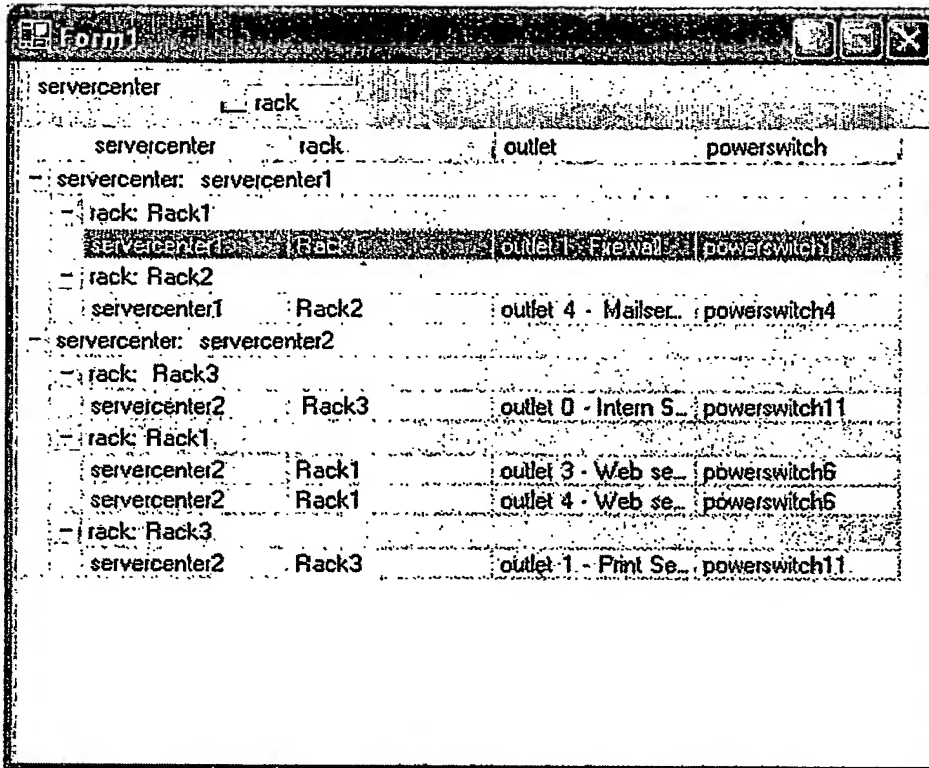 Form1
servercenter
rack
servercenter rack outlet powerswitch
servercenter: servercenter1
rack: Rack1
servercenter1 Rack1 outlet 1 - Firewall powerswitch1
rack: Rack2
servercenter1 Rack2 outlet 4 - Mailser... powerswitch4
servercenter: servercenter2
rack: Rack3
servercenter2 Rack3 outlet 0 - Intern S... powerswitch11
rack: Rack1
servercenter2 Rack1 outlet 3 - Web se... powerswitch6
servercenter2 Rack1 outlet 4 - Web se... powerswitch6
rack: Rack3
servercenter2 Rack3 outlet 1 - Print Se... powerswitch11